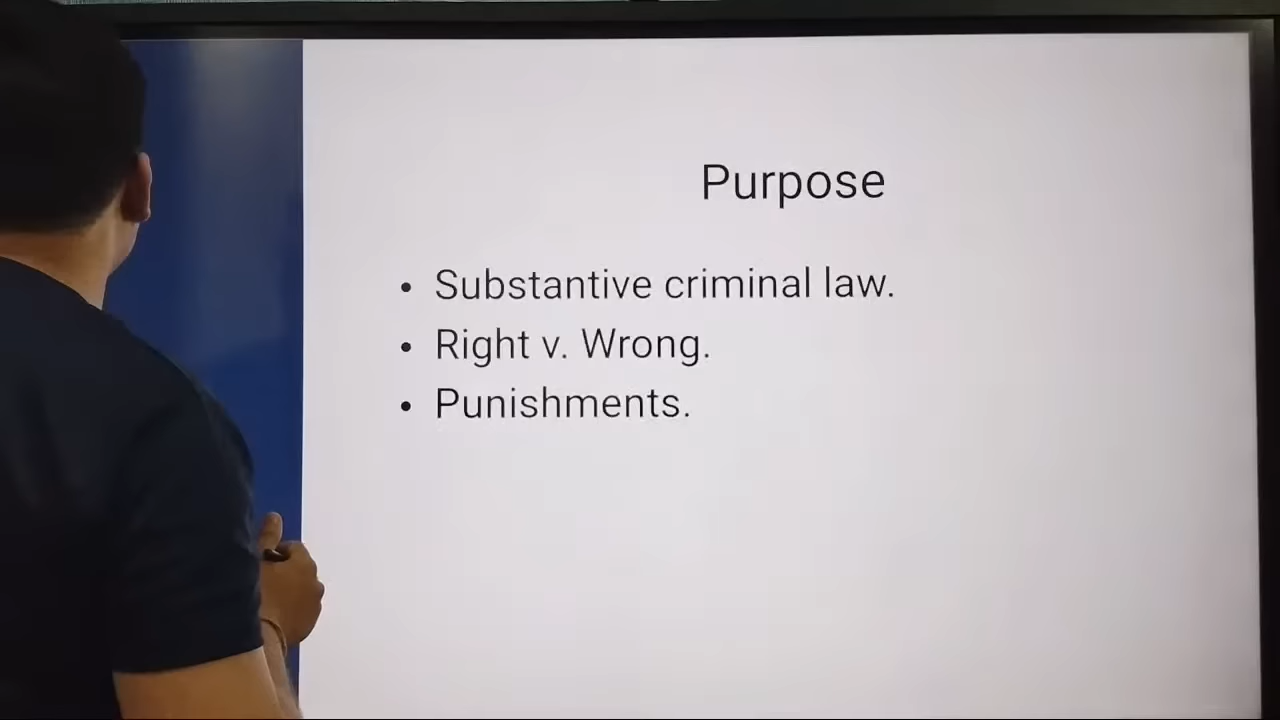 Purpose
• Substantive criminal law.
• Right v. Wrong.
• Punishments.